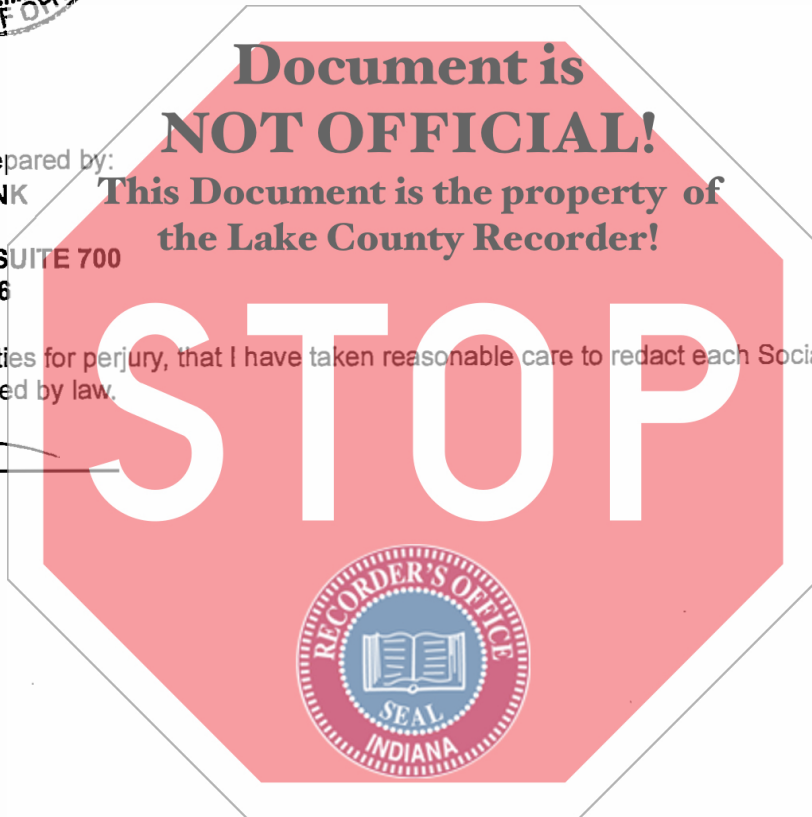 F OH
Document is
NOT OFFICIAL!
epared by:
NK
This Document is the property of
the Lake County Recorder!
SUITE 700
6
ties for perjury, that I have taken reasonable care to redact each Socia
ed by law.
STOP
RECORDER'S OFFICE
SEAL
INDIANA